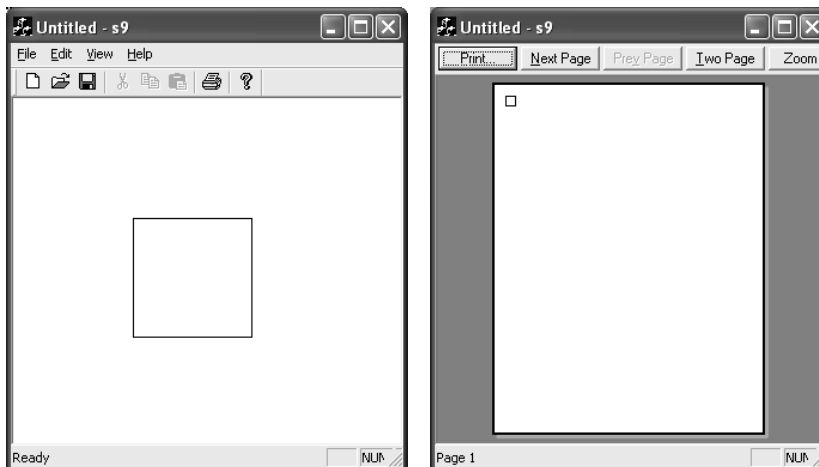 Untitled - s9
File Edit View Help
Ready NUM
Untitled - s9
Print... Next Page Prev Page Two Page Zoom
Page 1 NUM